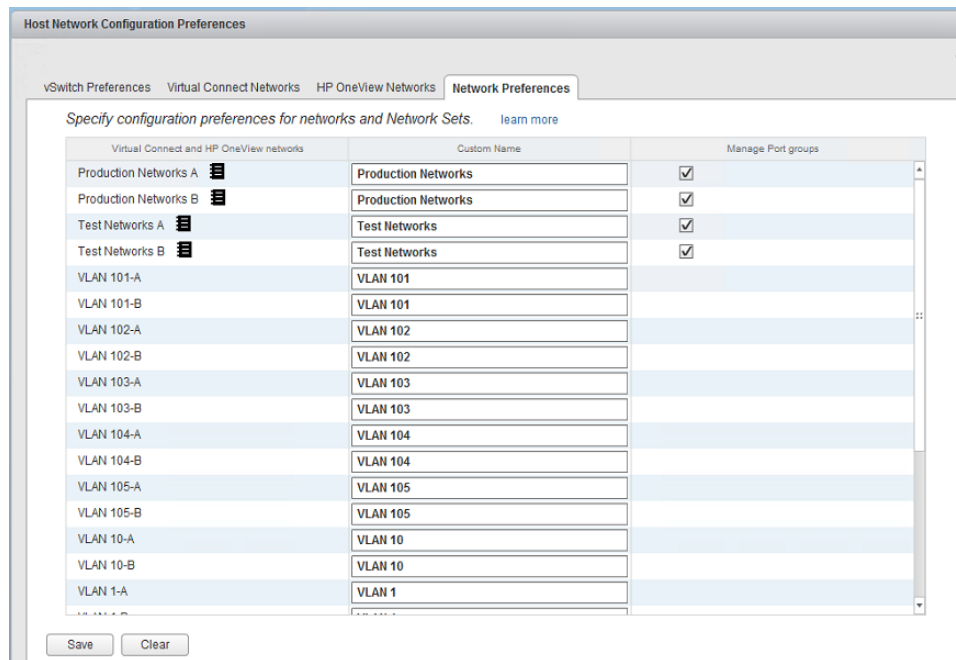 Host Network Configuration Preferences
vSwitch Preferences Virtual Connect Networks HP OneView Networks Network Preferences
Specify configuration preferences for networks and Network Sets. learn more
Virtual Connect and HP OneView networks Custom Name Manage Port groups
Production Networks A Production Networks
Production Networks B Production Networks
Test Networks A Test Networks
Test Networks B Test Networks
VLAN 101-A VLAN 101
VLAN 101-B VLAN 101
VLAN 102-A VLAN 102
VLAN 102-B VLAN 102
VLAN 103-A VLAN 103
VLAN 103-B VLAN 103
VLAN 104-A VLAN 104
VLAN 104-B VLAN 104
VLAN 105-A VLAN 105
VLAN 105-B VLAN 105
VLAN 10-A VLAN 10
VLAN 10-B VLAN 10
VLAN 1-A VLAN 1
Save Clear